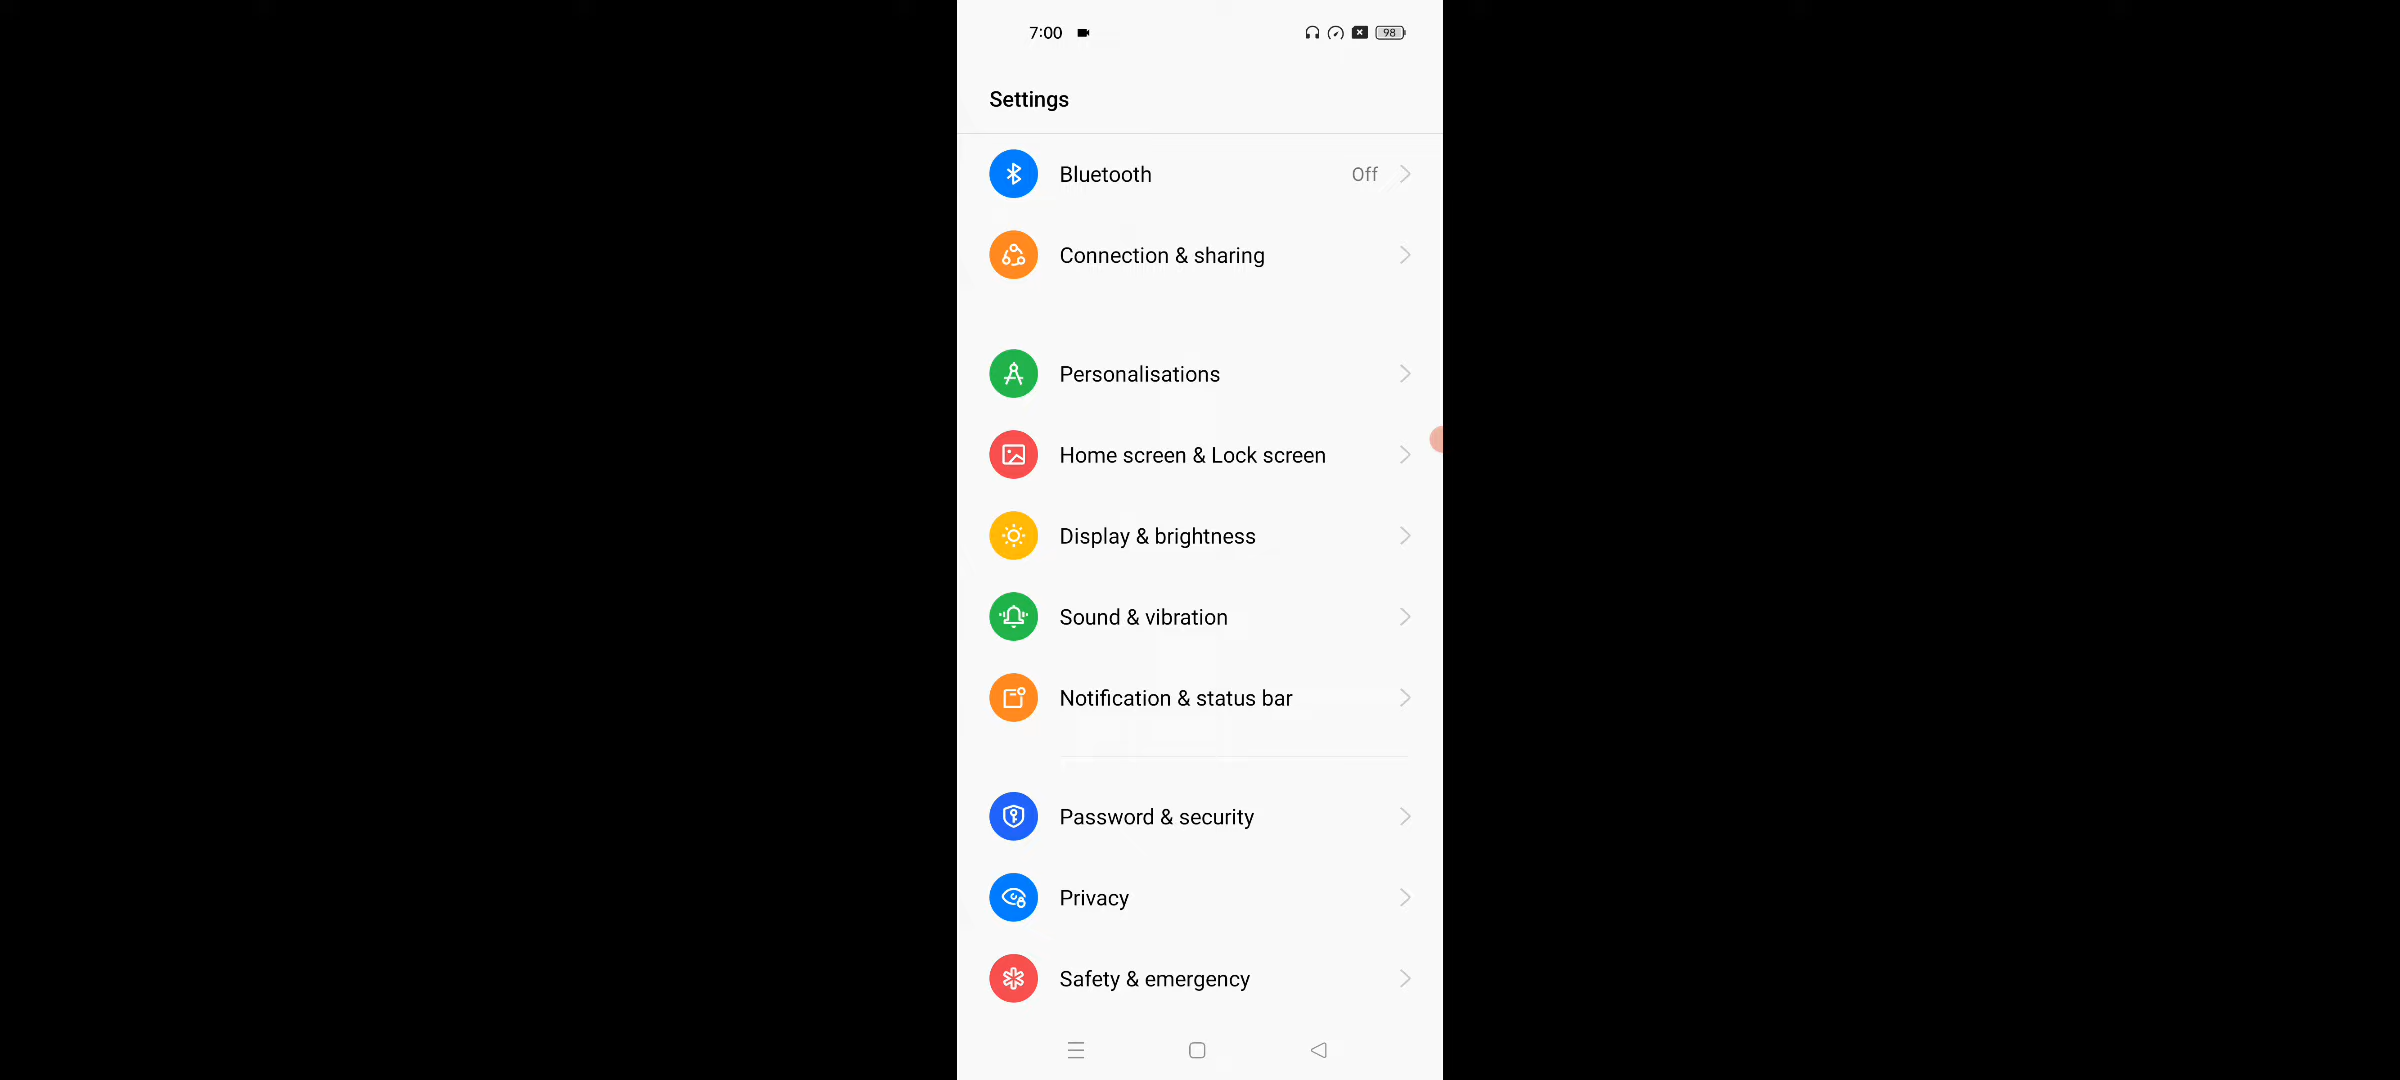 7:00
98
Settings
Bluetooth Off
Connection & sharing
Personalisations
Home screen & Lock screen
Display & brightness
Sound & vibration
Notification & status bar
Password & security
Privacy
Safety & emergency